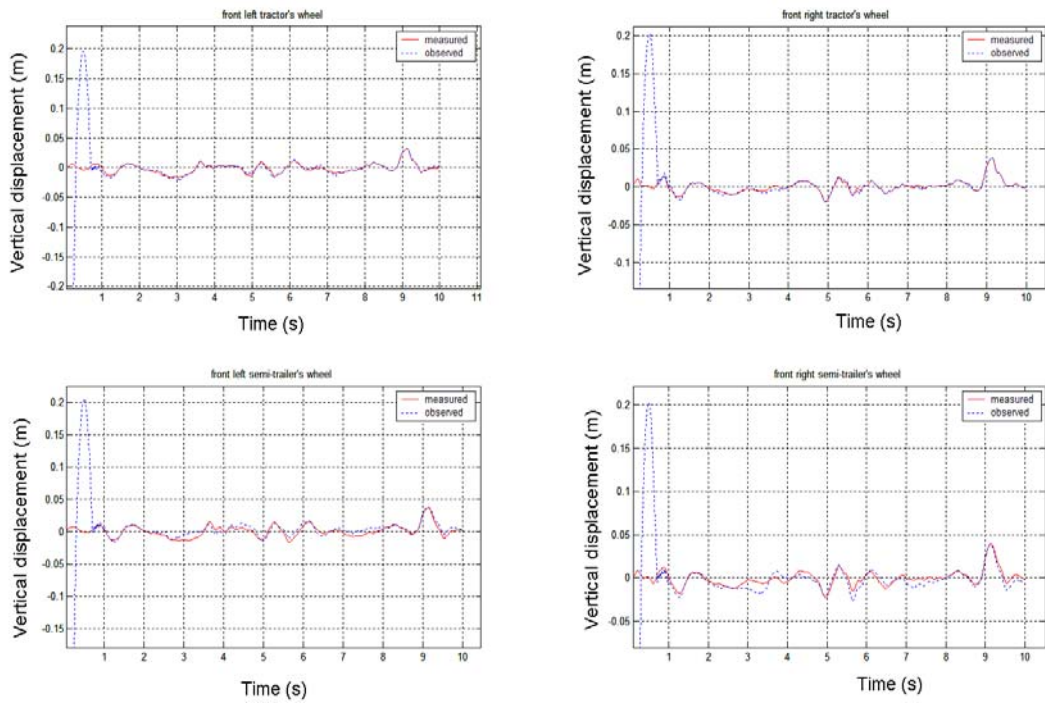 front left tractor's wheel
measured
observed
Vertical displacement (m)
0.2
0.15
0.1
0.05
0
-0.05
-0.1
-0.15
-0.2
1 2 3 4 5 6 7 8 9 10 11
Time (s)
front right tractor's wheel
measured
observed
Vertical displacement (m)
0.2
0.15
0.1
0.05
0
-0.05
-0.1
1 2 3 4 5 6 7 8 9 10
Time (s)
front left semi-trailer's wheel
measured
observed
Vertical displacement (m)
0.2
0.15
0.1
0.05
0
-0.05
-0.1
-0.15
1 2 3 4 5 6 7 8 9 10
Time (s)
front right semi-trailer's wheel
measured
observed
Vertical displacement (m)
0.2
0.15
0.1
0.05
0
-0.05
1 2 3 4 5 6 7 8 9 10
Time (s)